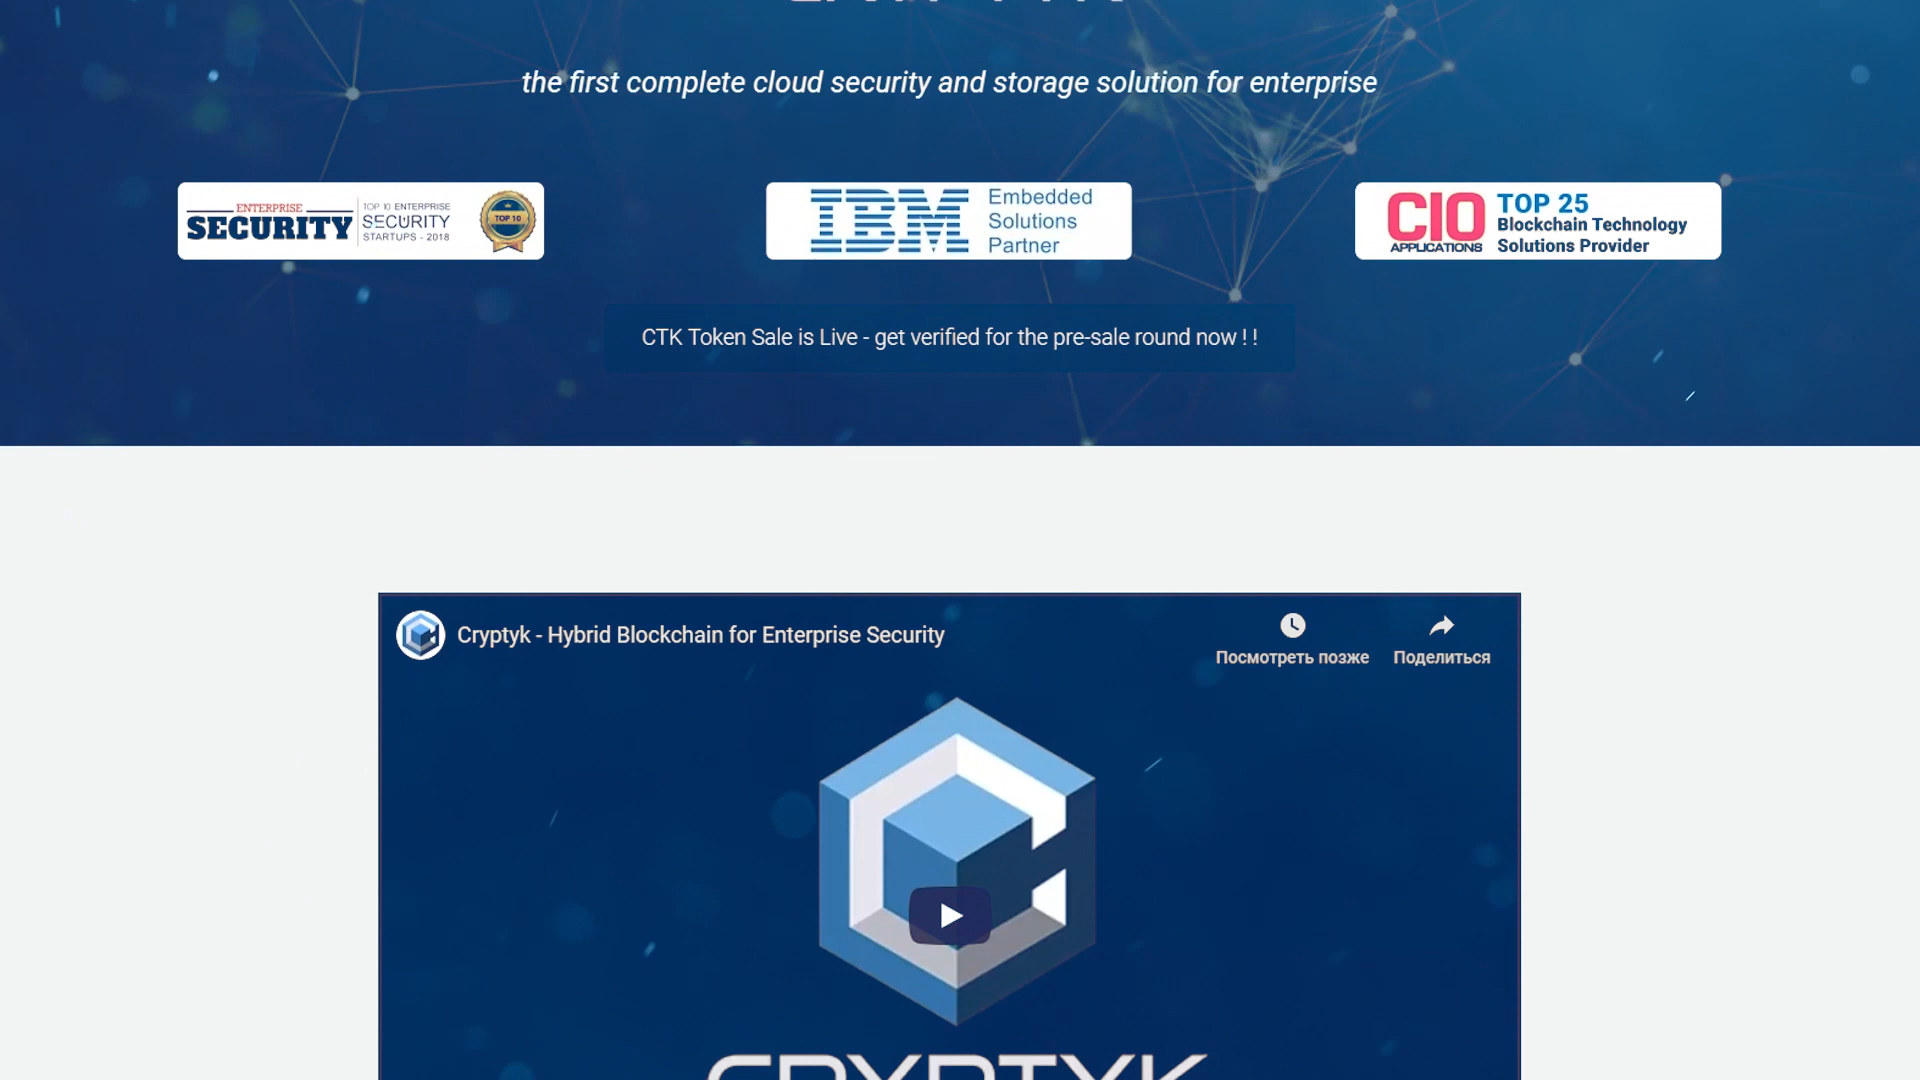 the first complete cloud security and storage solution for enterprise
ENTERPRISE
SECURITY
TOP 10 ENTERPRISE
SECURITY
STARTUPS - 2018
TOP 10
IBM
Embedded
Solutions
Partner
CIO
APPLICATIONS
TOP 25
Blockchain Technology
Solutions Provider
CTK Token Sale is Live - get verified for the pre-sale round now ! !
Cryptyk - Hybrid Blockchain for Enterprise Security
Посмотреть позже
Поделиться
CRYPTYK